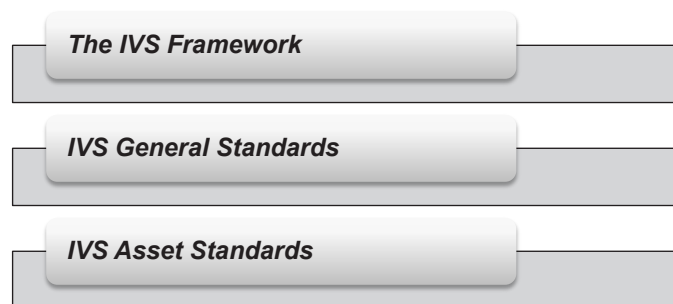 The IVS Framework
IVS General Standards
IVS Asset Standards